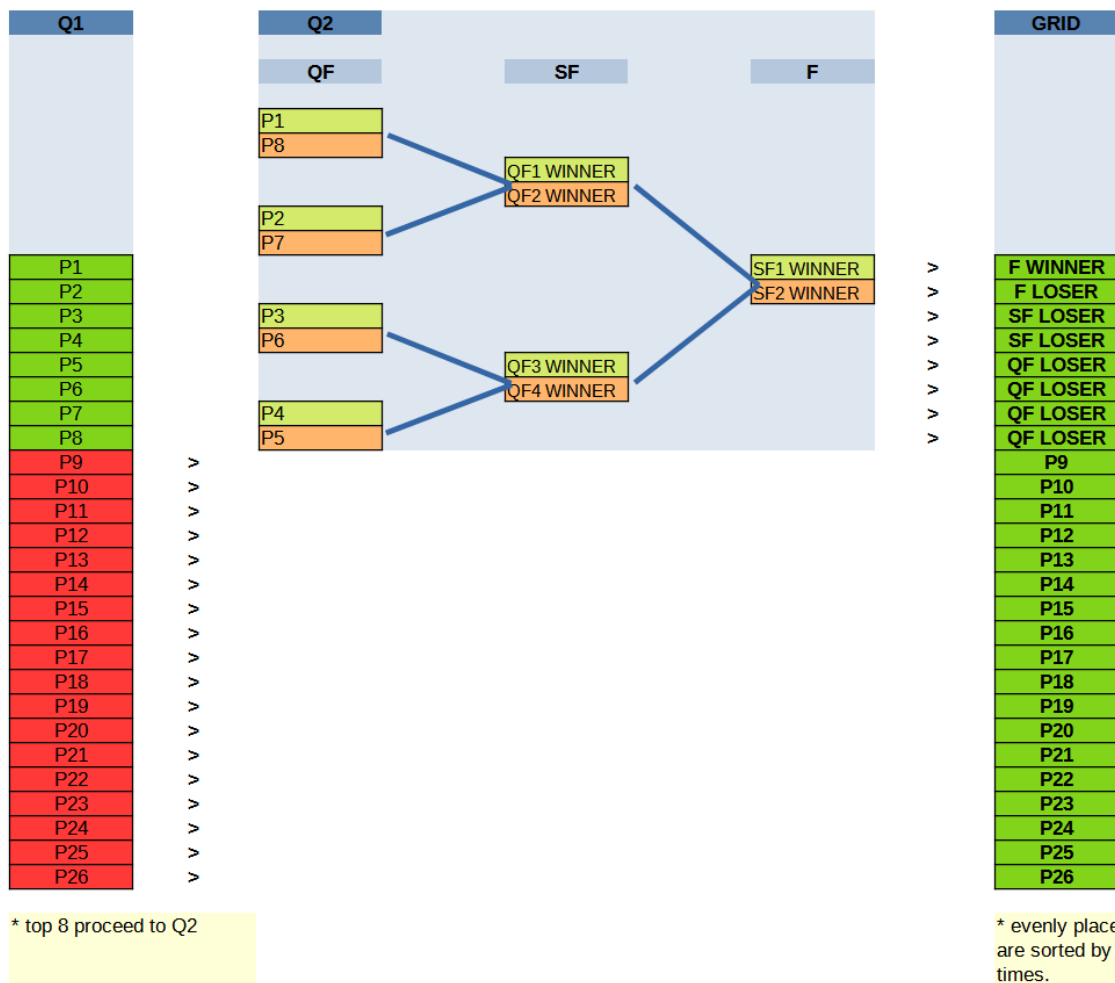 Q1 Q2 GRID
QF SF F
P1
P8
QF1 WINNER
QF2 WINNER
P2
P7
P1 SF1 WINNER > F WINNER
P2 SF2 WINNER > F LOSER
P3 P3 > SF LOSER
P4 P6 > SF LOSER
P5 QF3 WINNER > QF LOSER
P6 QF4 WINNER > QF LOSER
P7 P4 > QF LOSER
P8 P5 > QF LOSER
P9 > P9
P10 > P10
P11 > P11
P12 > P12
P13 > P13
P14 > P14
P15 > P15
P16 > P16
P17 > P17
P18 > P18
P19 > P19
P20 > P20
P21 > P21
P22 > P22
P23 > P23
P24 > P24
P25 > P25
P26 > P26
* top 8 proceed to Q2
* evenly place
are sorted by
times.